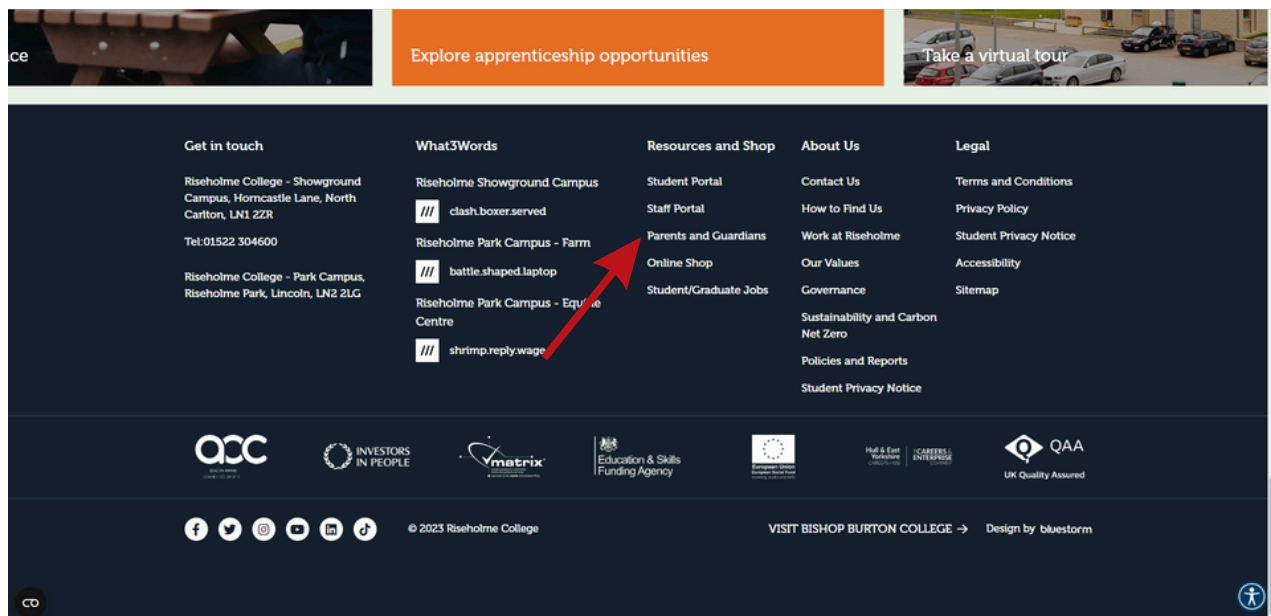 ce
Explore apprenticeship opportunities
Take a virtual tour
Get in touch
Riseholme College - Showground
Campus, Horncastle Lane, North
Carlton, LN1 2ZR
Tel:01522 304600
Riseholme College - Park Campus,
Riseholme Park, Lincoln, LN2 2LG
What3Words
Riseholme Showground Campus
/// clash.boxer.served
Riseholme Park Campus - Farm
/// battle.shaped.laptop
Riseholme Park Campus - Equine
Centre
/// shrimp.reply.wage
Resources and Shop
Student Portal
Staff Portal
Parents and Guardians
Online Shop
Student/Graduate Jobs
About Us
Contact Us
How to Find Us
Work at Riseholme
Our Values
Governance
Sustainability and Carbon
Net Zero
Policies and Reports
Student Privacy Notice
Legal
Terms and Conditions
Privacy Policy
Student Privacy Notice
Accessibility
Sitemap
INVESTORS
IN PEOPLE
matrix
Education & Skills
Funding Agency
European Union
European Social Fund
Hull & East
Yorkshire
CAREERS HUB
CAREERS &
ENTERPRISE
COMPANY
QAA
UK Quality Assured
© 2023 Riseholme College
VISIT BISHOP BURTON COLLEGE →
Design by bluestorm